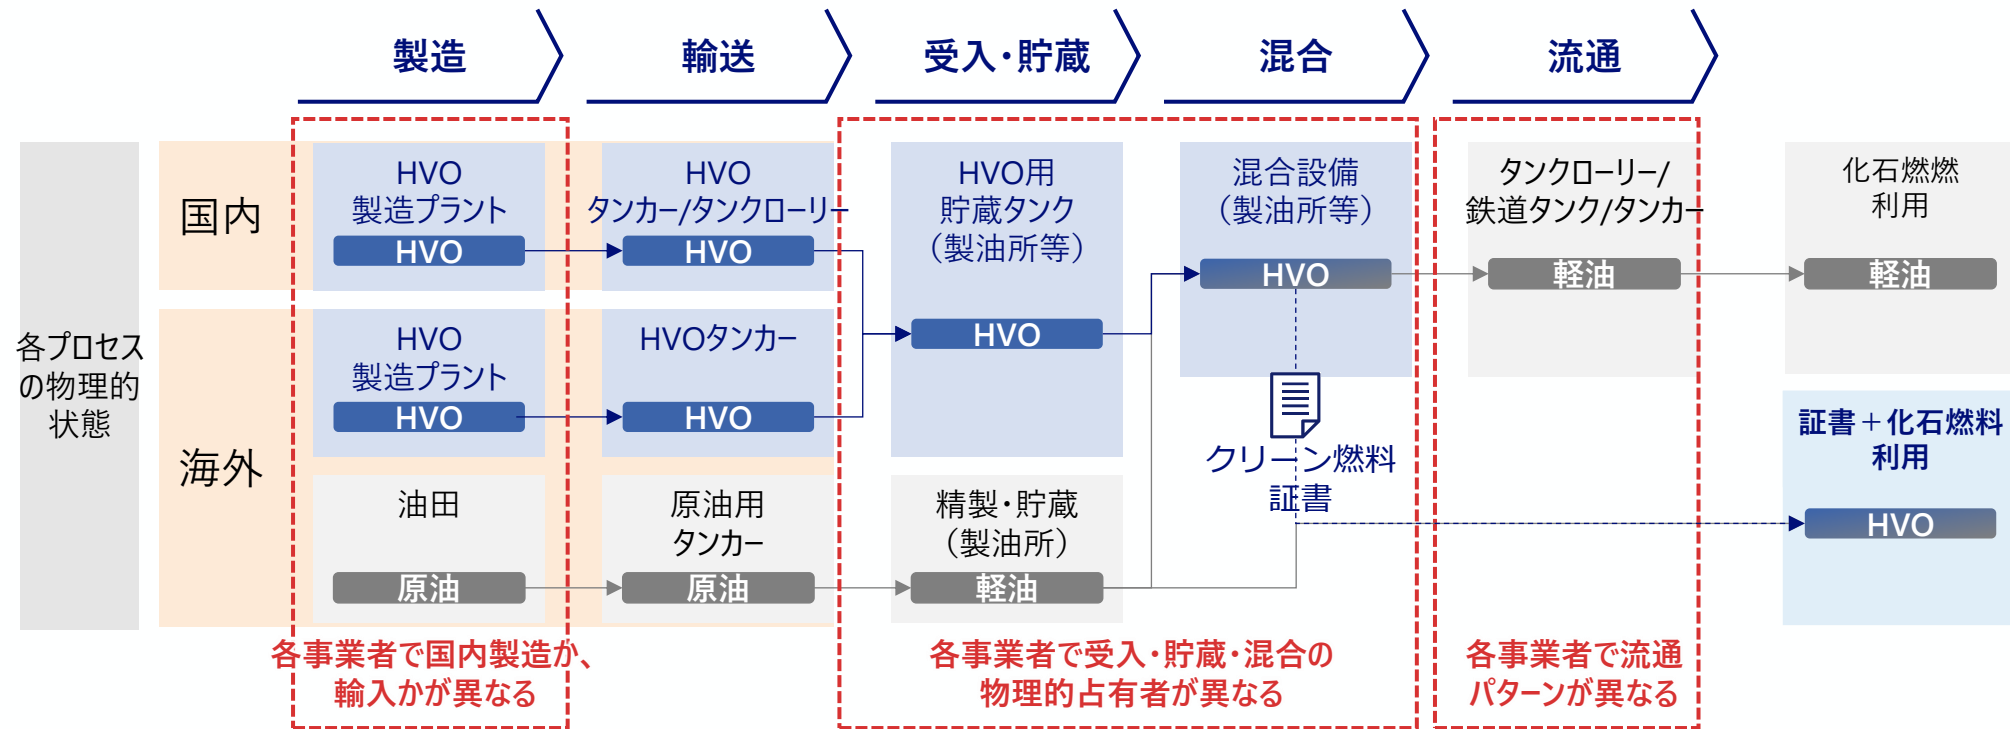 製造
輸送
受入・貯蔵
混合
流通
各プロセス
の物理的
状態
国内
海外
HVO
製造プラント
HVO
HVO
タンカー/タンクローリー
HVO
HVO用
貯蔵タンク
（製油所等）
HVO
混合設備
（製油所等）
HVO
タンクローリー/
鉄道タンク/タンカー
軽油
化石燃燃
利用
軽油
HVO
製造プラント
HVO
HVOタンカー
HVO
クリーン燃料
証書
証書＋化石燃料
利用
HVO
油田
原油
原油用
タンカー
原油
精製・貯蔵
（製油所）
軽油
各事業者で国内製造か、
輸入かが異なる
各事業者で受入・貯蔵・混合の
物理的占有者が異なる
各事業者で流通
パターンが異なる